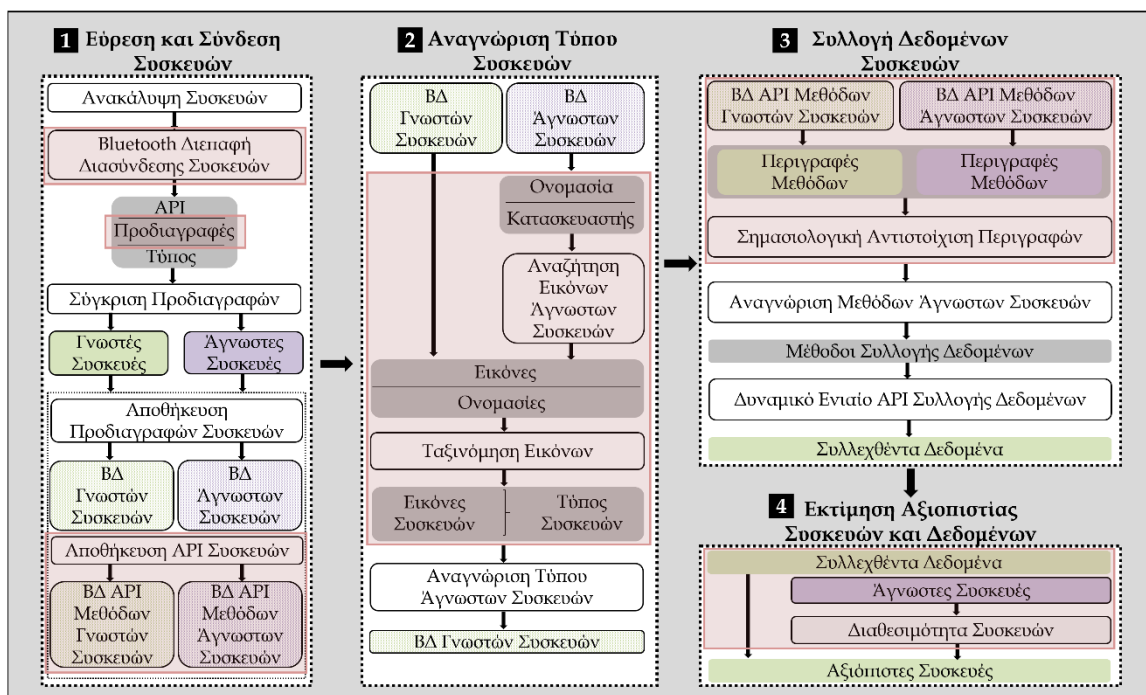 1 Εύρεση και Σύνδεση
Συσκευών
Ανακάλυψη Συσκευών
Bluetooth Διεπαφή
Διασύνδεσης Συσκευών
API
Προδιαγραφές
Τύπος
Σύγκριση Προδιαγραφών
Γνωστές
Συσκευές
Άγνωστες
Συσκευές
Αποθήκευση
Προδιαγραφών Συσκευών
ΒΔ
Γνωστών
Συσκευών
ΒΔ
Άγνωστων
Συσκευών
Αποθήκευση API Συσκευών
ΒΔ API
Μεθόδων
Γνωστών
Συσκευών
ΒΔ API
Μεθόδων
Άγνωστων
Συσκευών
2 Αναγνώριση Τύπου
Συσκευών
ΒΔ
Γνωστών
Συσκευών
ΒΔ
Άγνωστων
Συσκευών
Ονομασία
Κατασκευαστής
Αναζήτηση
Εικόνων
Άγνωστων
Συσκευών
Εικόνες
Ονομασίες
Ταξινόμηση Εικόνων
Εικόνες
Συσκευών
Τύπος
Συσκευών
Αναγνώριση Τύπου
Άγνωστων Συσκευών
ΒΔ Γνωστών Συσκευών
3 Συλλογή Δεδομένων
Συσκευών
ΒΔ API Μεθόδων
Γνωστών Συσκευών
ΒΔ API Μεθόδων
Άγνωστων Συσκευών
Περιγραφές
Μεθόδων
Περιγραφές
Μεθόδων
Σημασιολογική Αντιστοίχιση Περιγραφών
Αναγνώριση Μεθόδων Άγνωστων Συσκευών
Μέθοδοι Συλλογής Δεδομένων
Δυναμικό Ενιαίο API Συλλογής Δεδομένων
Συλλεχθέντα Δεδομένα
4 Εκτίμηση Αξιοπιστίας
Συσκευών και Δεδομένων
Συλλεχθέντα Δεδομένα
Άγνωστες Συσκευές
Διαθεσιμότητα Συσκευών
Αξιόπιστες Συσκευές